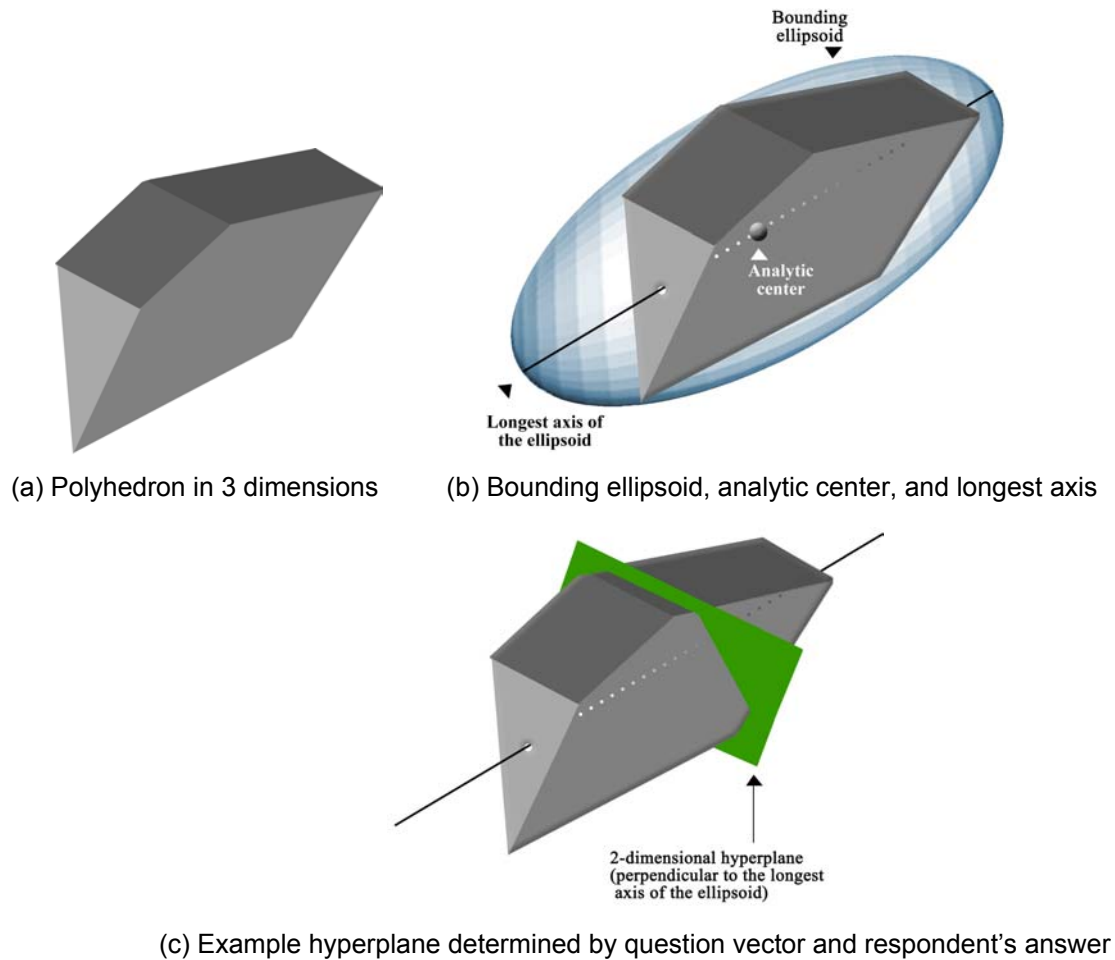 Bounding
ellipsoid
Analytic
center
Longest axis of
the ellipsoid
(a) Polyhedron in 3 dimensions
(b) Bounding ellipsoid, analytic center, and longest axis
2-dimensional hyperplane
(perpendicular to the longest
axis of the ellipsoid)
(c) Example hyperplane determined by question vector and respondent’s answer